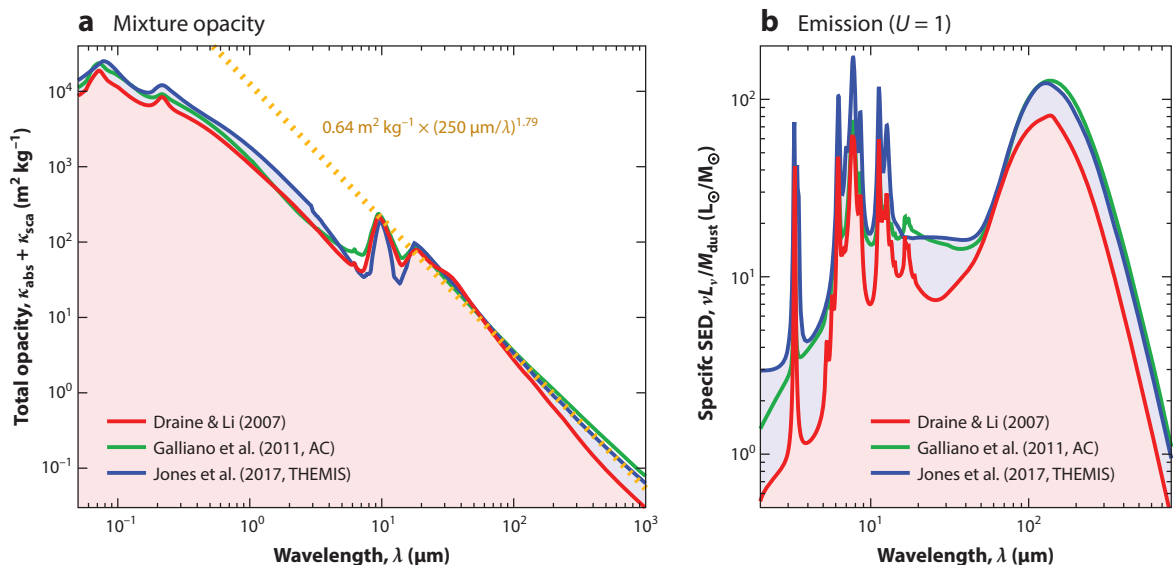 a Mixture opacity
Total opacity, κabs + κsca (m² kg⁻¹)
10⁴
10³
10²
10¹
10⁰
10⁻¹
0.64 m² kg⁻¹ × (250 μm/λ)¹·⁷⁹
Draine & Li (2007)
Galliano et al. (2011, AC)
Jones et al. (2017, THEMIS)
10⁻¹ 10⁰ 10¹ 10² 10³
Wavelength, λ (μm)
b Emission (U = 1)
Specifc SED, νLν/Mdust (L⊙/M⊙)
10²
10¹
10⁰
Draine & Li (2007)
Galliano et al. (2011, AC)
Jones et al. (2017, THEMIS)
10¹ 10²
Wavelength, λ (μm)